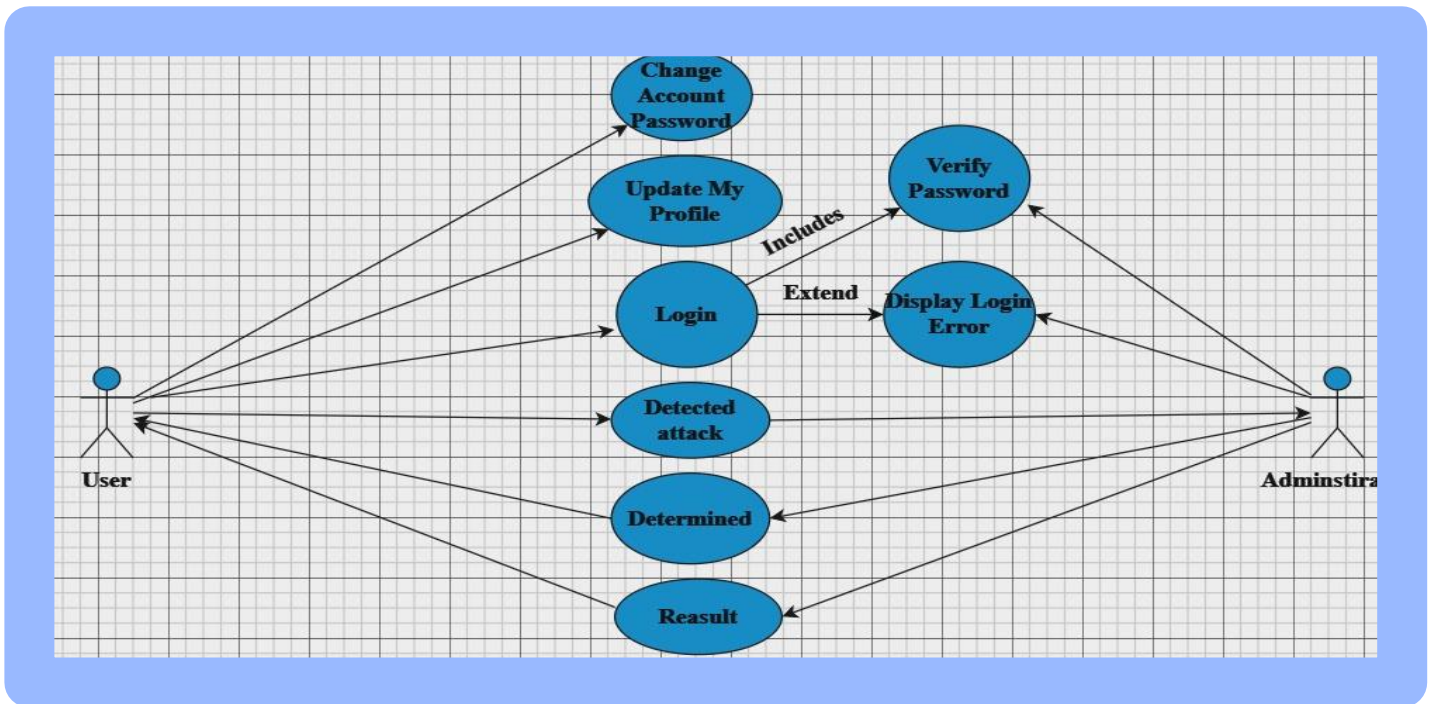 Change
Account
Password
Update My
Profile
Verify
Password
Includes
Login
Extend
Display Login
Error
Detected
attack
User
Adminstira
Determined
Reasult